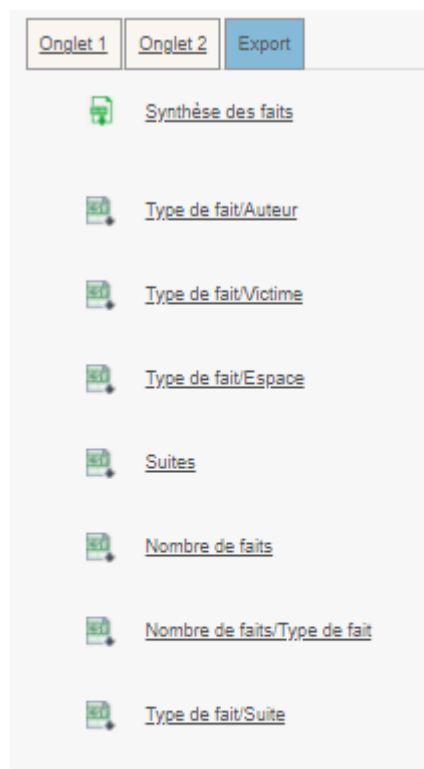 Onglet 1 Onglet 2 Export
Synthèse des faits
Type de fait/Auteur
Type de fait/Victime
Type de fait/Espace
Suites
Nombre de faits
Nombre de faits/Type de fait
Type de fait/Suite